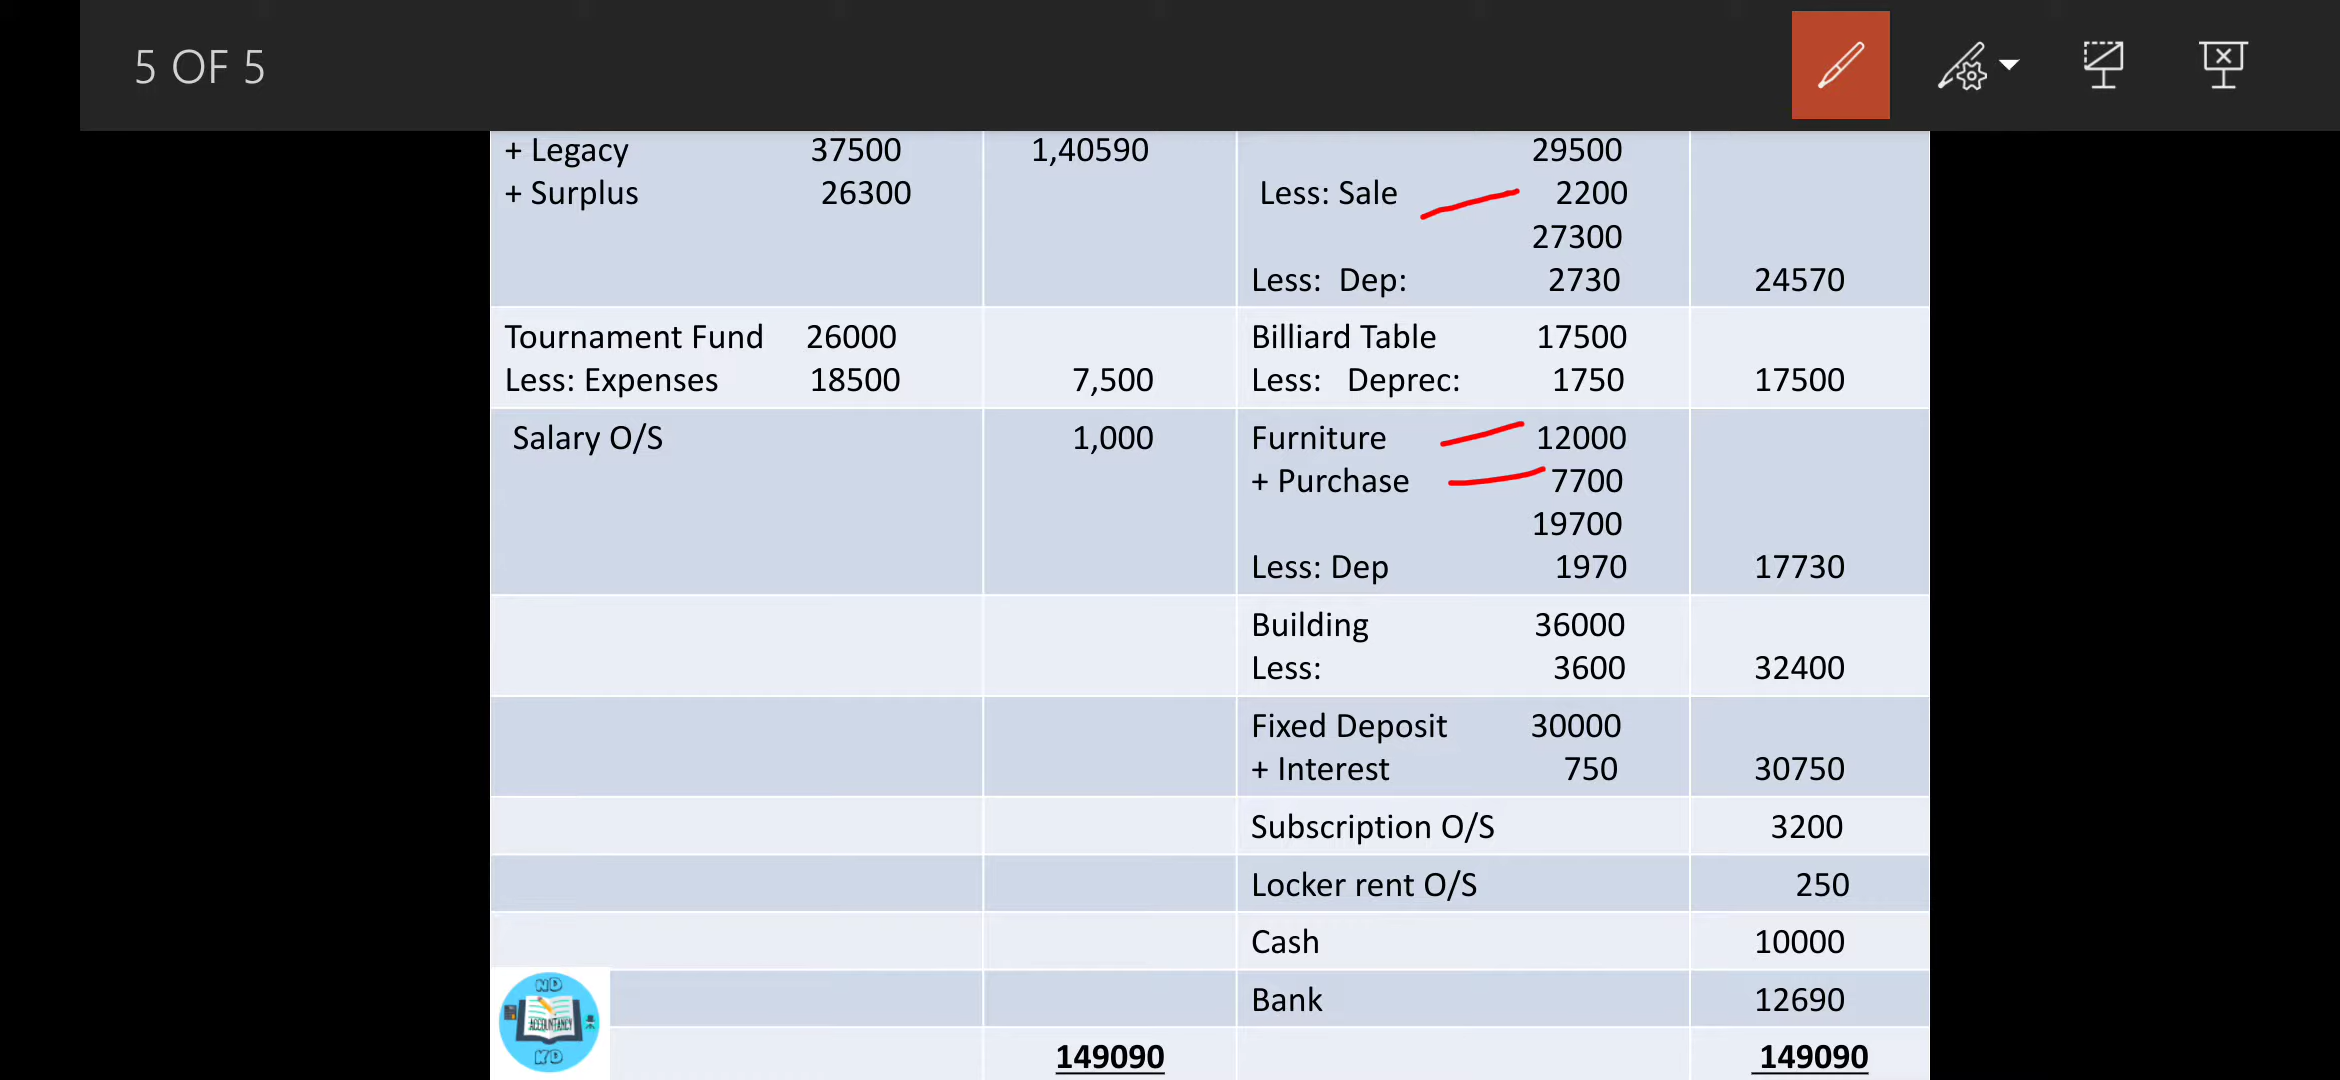 5 OF 5
+ Legacy 37500 1,40590 29500
+ Surplus 26300 Less: Sale 2200
27300
Less: Dep: 2730 24570
Tournament Fund 26000 Billiard Table 17500
Less: Expenses 18500 7,500 Less: Deprec: 1750 17500
Salary O/S 1,000 Furniture 12000
+ Purchase 7700
19700
Less: Dep 1970 17730
Building 36000
Less: 3600 32400
Fixed Deposit 30000
+ Interest 750 30750
Subscription O/S 3200
Locker rent O/S 250
Cash 10000
Bank 12690
149090 149090
ND
ACCOUNTANCY
KD